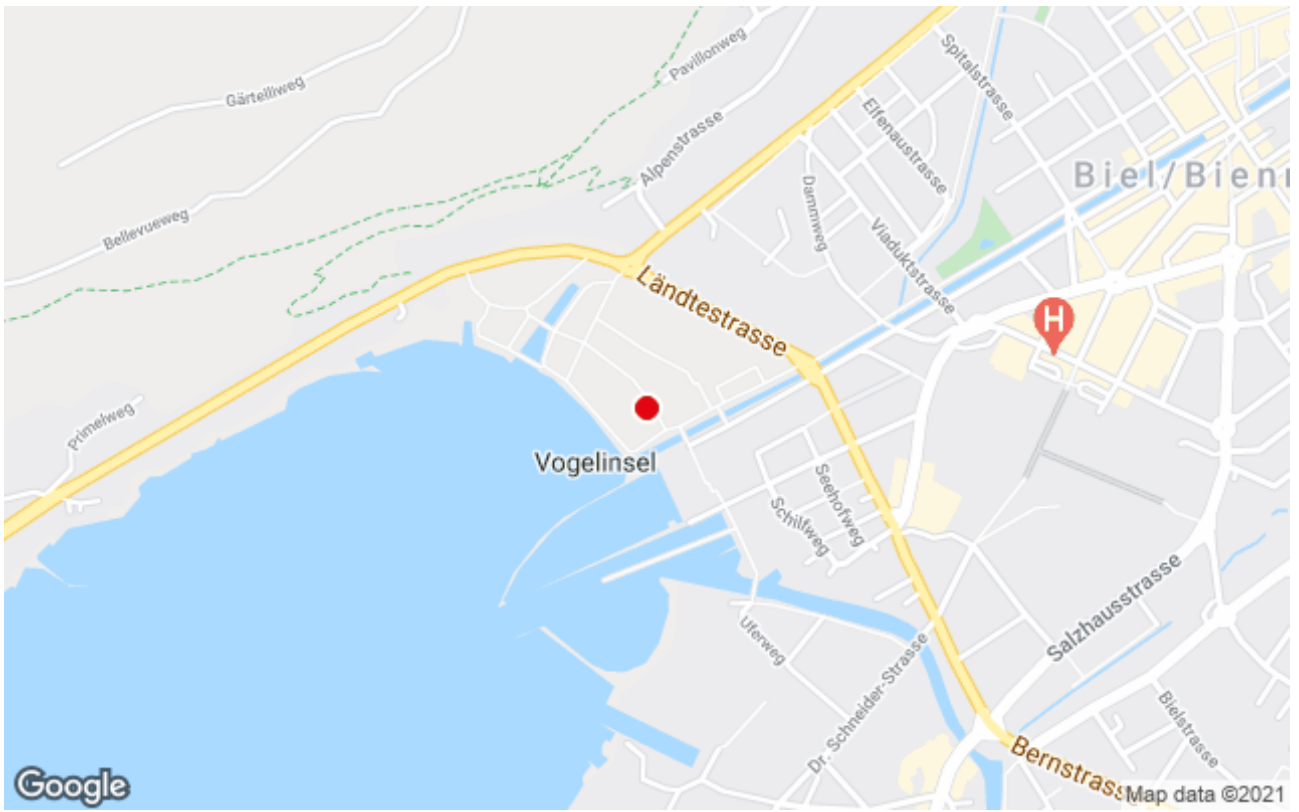 Pavillonweg
Spitalstrasse
Gärtelliweg
Elfenaustrasse
Alpenstrasse
Biel/Bienn
Dammweg
Bellevueweg
Viaduktstrasse
Ländtestrasse
H
Primelweg
Vogelinsel
Seehofweg
Schilfweg
Salzhausstrasse
Uferweg
Dr. Schneider-Strasse
Bielstrasse
Bernstrass
Google
Map data ©2021